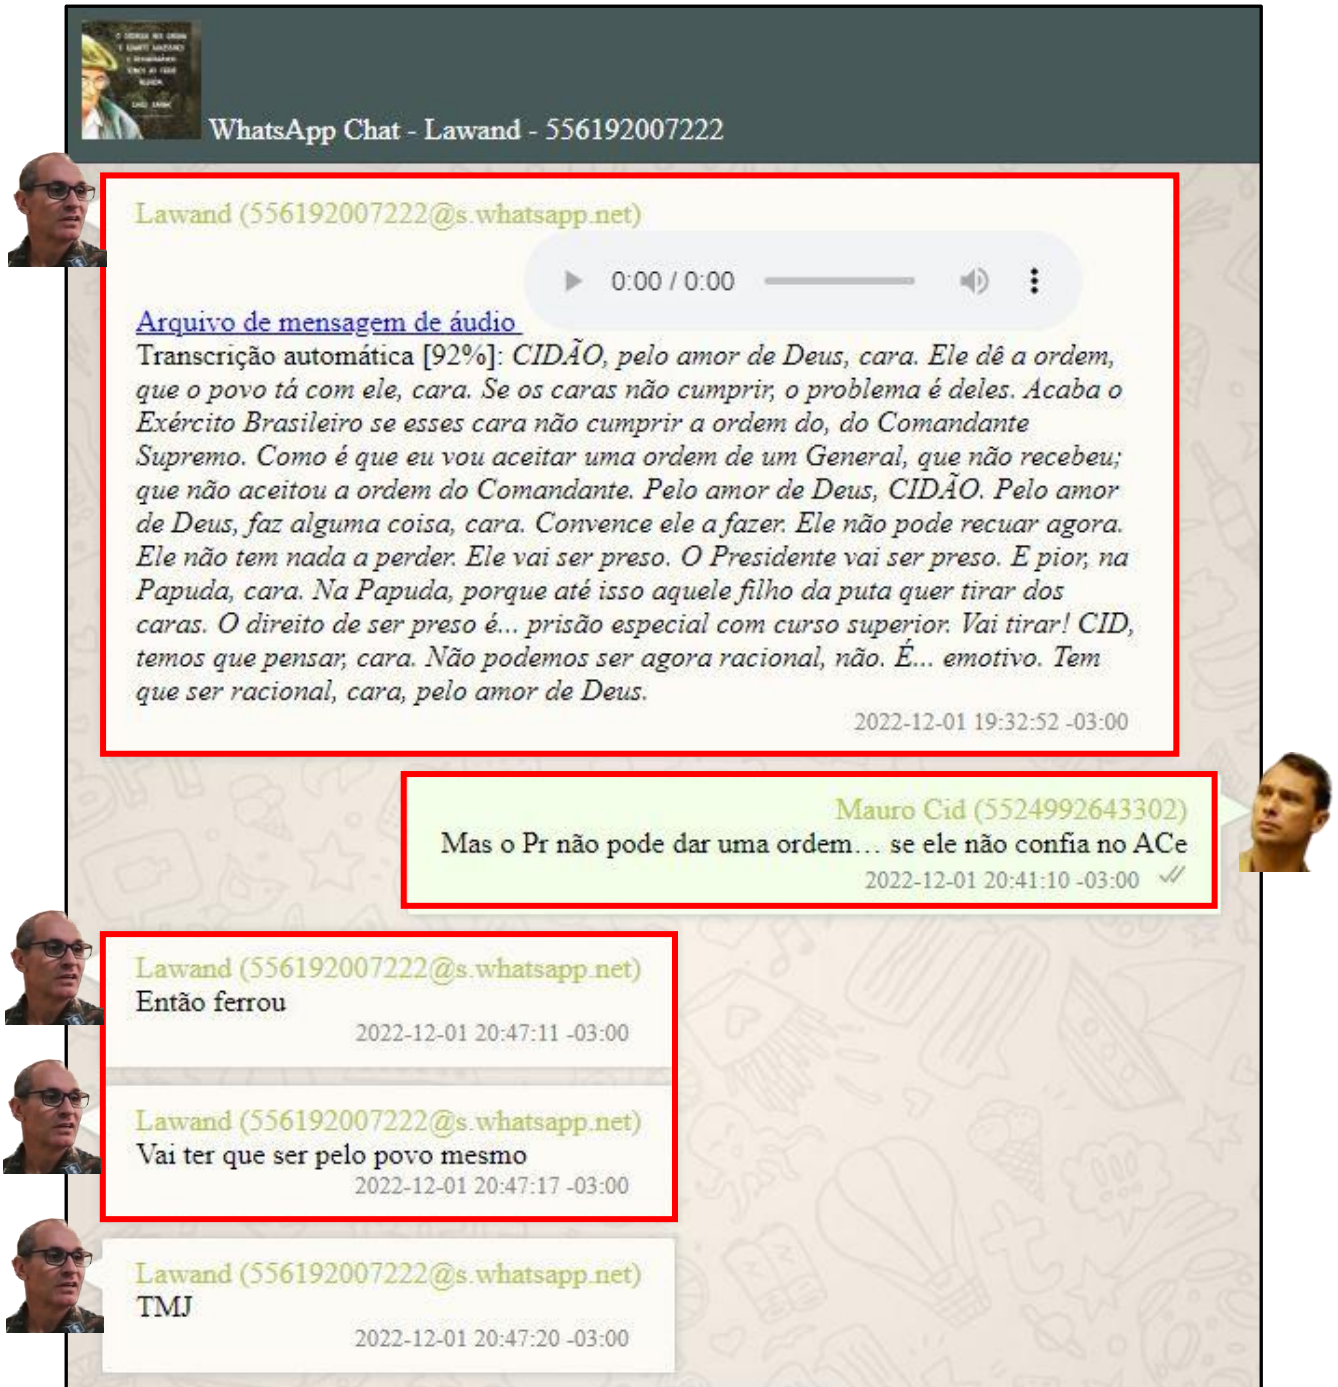 WhatsApp Chat - Lawand - 556192007222
Lawand (556192007222@s.whatsapp.net)
0:00 / 0:00
Arquivo de mensagem de áudio
Transcrição automática [92%]: CIDÃO, pelo amor de Deus, cara. Ele dê a ordem,
que o povo tá com ele, cara. Se os caras não cumprir, o problema é deles. Acaba o
Exército Brasileiro se esses cara não cumprir a ordem do, do Comandante
Supremo. Como é que eu vou aceitar uma ordem de um General, que não recebeu;
que não aceitou a ordem do Comandante. Pelo amor de Deus, CIDÃO. Pelo amor
de Deus, faz alguma coisa, cara. Convence ele a fazer. Ele não pode recuar agora.
Ele não tem nada a perder. Ele vai ser preso. O Presidente vai ser preso. E pior, na
Papuda, cara. Na Papuda, porque até isso aquele filho da puta quer tirar dos
caras. O direito de ser preso é... prisão especial com curso superior. Vai tirar! CID,
temos que pensar, cara. Não podemos ser agora racional, não. É... emotivo. Tem
que ser racional, cara, pelo amor de Deus.
2022-12-01 19:32:52 -03:00
Mauro Cid (5524992643302)
Mas o Pr não pode dar uma ordem... se ele não confia no ACe
2022-12-01 20:41:10 -03:00
Lawand (556192007222@s.whatsapp.net)
Então ferrou
2022-12-01 20:47:11 -03:00
Lawand (556192007222@s.whatsapp.net)
Vai ter que ser pelo povo mesmo
2022-12-01 20:47:17 -03:00
Lawand (556192007222@s.whatsapp.net)
TMJ
2022-12-01 20:47:20 -03:00